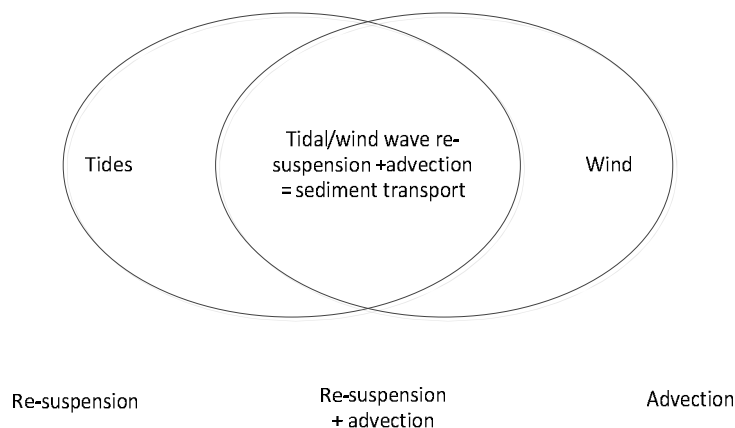 Tides
Tidal/wind wave re-
suspension +advection
= sediment transport
Wind
Re-suspension
Re-suspension
+ advection
Advection